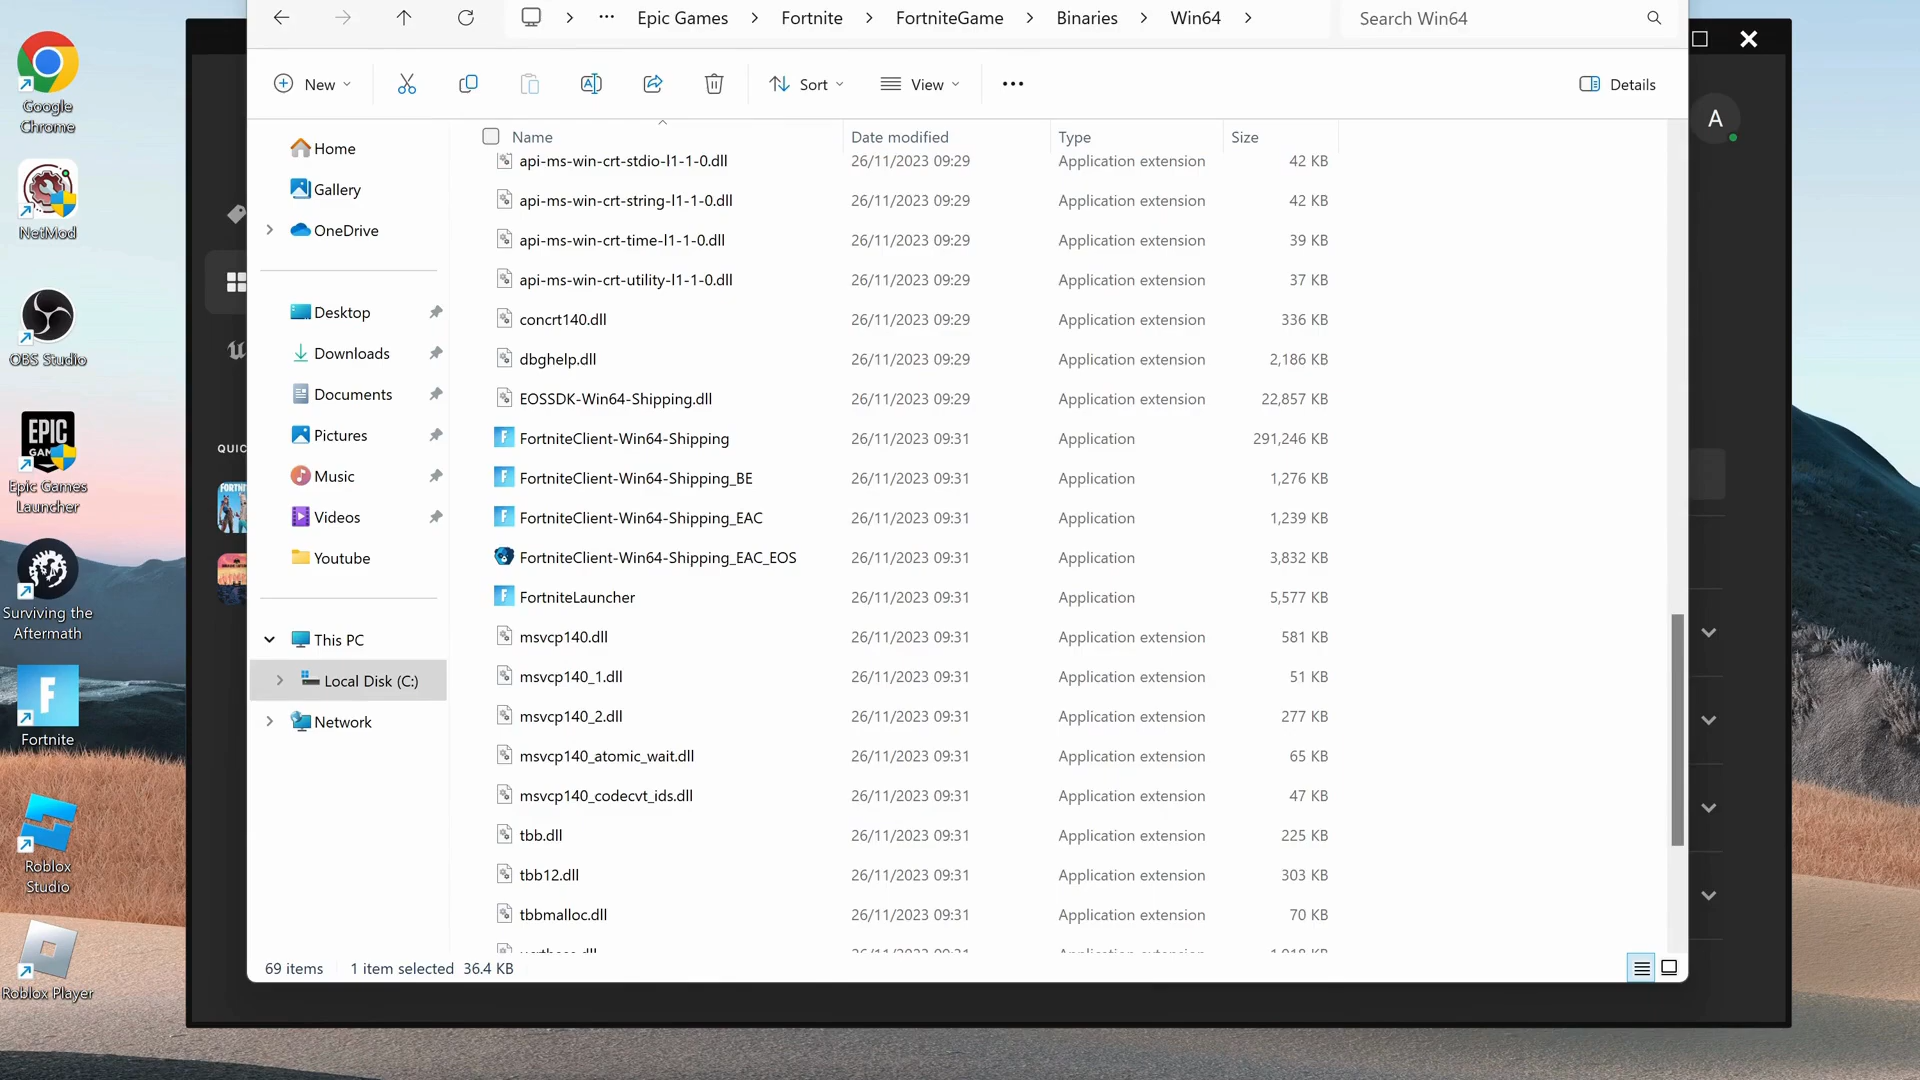 Epic Games
Fortnite
FortniteGame
Binaries
Win64
Search Win64
New
Sort
View
Details
Name
Date modified
Type
Size
api-ms-win-crt-stdio-l1-1-0.dll 26/11/2023 09:29 Application extension 42 KB
api-ms-win-crt-string-l1-1-0.dll 26/11/2023 09:29 Application extension 42 KB
api-ms-win-crt-time-l1-1-0.dll 26/11/2023 09:29 Application extension 39 KB
api-ms-win-crt-utility-l1-1-0.dll 26/11/2023 09:29 Application extension 37 KB
concrt140.dll 26/11/2023 09:29 Application extension 336 KB
dbghelp.dll 26/11/2023 09:29 Application extension 2,186 KB
EOSSDK-Win64-Shipping.dll 26/11/2023 09:29 Application extension 22,857 KB
FortniteClient-Win64-Shipping 26/11/2023 09:31 Application 291,246 KB
FortniteClient-Win64-Shipping_BE 26/11/2023 09:31 Application 1,276 KB
FortniteClient-Win64-Shipping_EAC 26/11/2023 09:31 Application 1,239 KB
FortniteClient-Win64-Shipping_EAC_EOS 26/11/2023 09:31 Application 3,832 KB
FortniteLauncher 26/11/2023 09:31 Application 5,577 KB
msvcp140.dll 26/11/2023 09:31 Application extension 581 KB
msvcp140_1.dll 26/11/2023 09:31 Application extension 51 KB
msvcp140_2.dll 26/11/2023 09:31 Application extension 277 KB
msvcp140_atomic_wait.dll 26/11/2023 09:31 Application extension 65 KB
msvcp140_codecvt_ids.dll 26/11/2023 09:31 Application extension 47 KB
tbb.dll 26/11/2023 09:31 Application extension 225 KB
tbb12.dll 26/11/2023 09:31 Application extension 303 KB
tbbmalloc.dll 26/11/2023 09:31 Application extension 70 KB
69 items
1 item selected 36.4 KB
Home
Gallery
OneDrive
Desktop
Downloads
Documents
Pictures
Music
Videos
Youtube
This PC
Local Disk (C:)
Network
Google
Chrome
NetMod
OBS Studio
EPIC
GAM
Epic Games
Launcher
Surviving the
Aftermath
Fortnite
Roblox
Studio
Roblox Player
QUIC
FORTNI
A